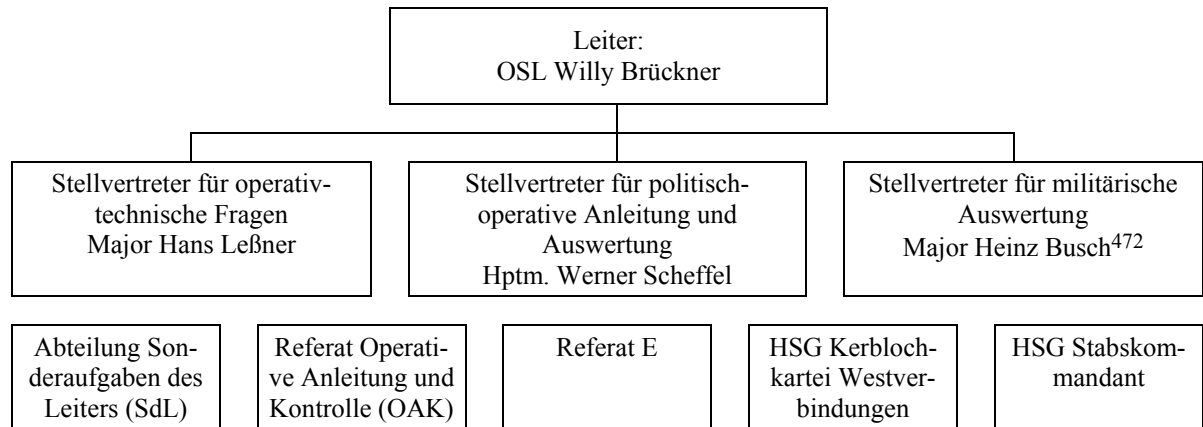 Leiter:
OSL Willy Brückner
Stellvertreter für operativ-
technische Fragen
Major Hans Leßner
Stellvertreter für politisch-
operative Anleitung und
Auswertung
Hptm. Werner Scheffel
Stellvertreter für militärische
Auswertung
Major Heinz Busch472
Abteilung Son-
deraufgaben des
Leiters (SdL)
Referat Operati-
ve Anleitung und
Kontrolle (OAK)
Referat E
HSG Kerbloch-
kartei Westver-
bindungen
HSG Stabskom-
mandant